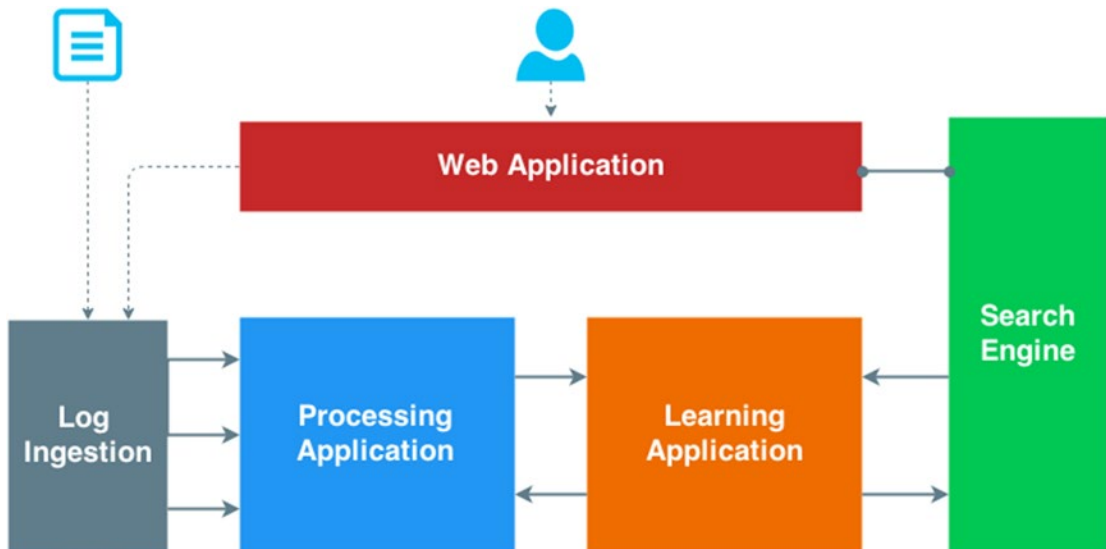 Web Application
Search
Engine
Log
Ingestion
Processing
Application
Learning
Application